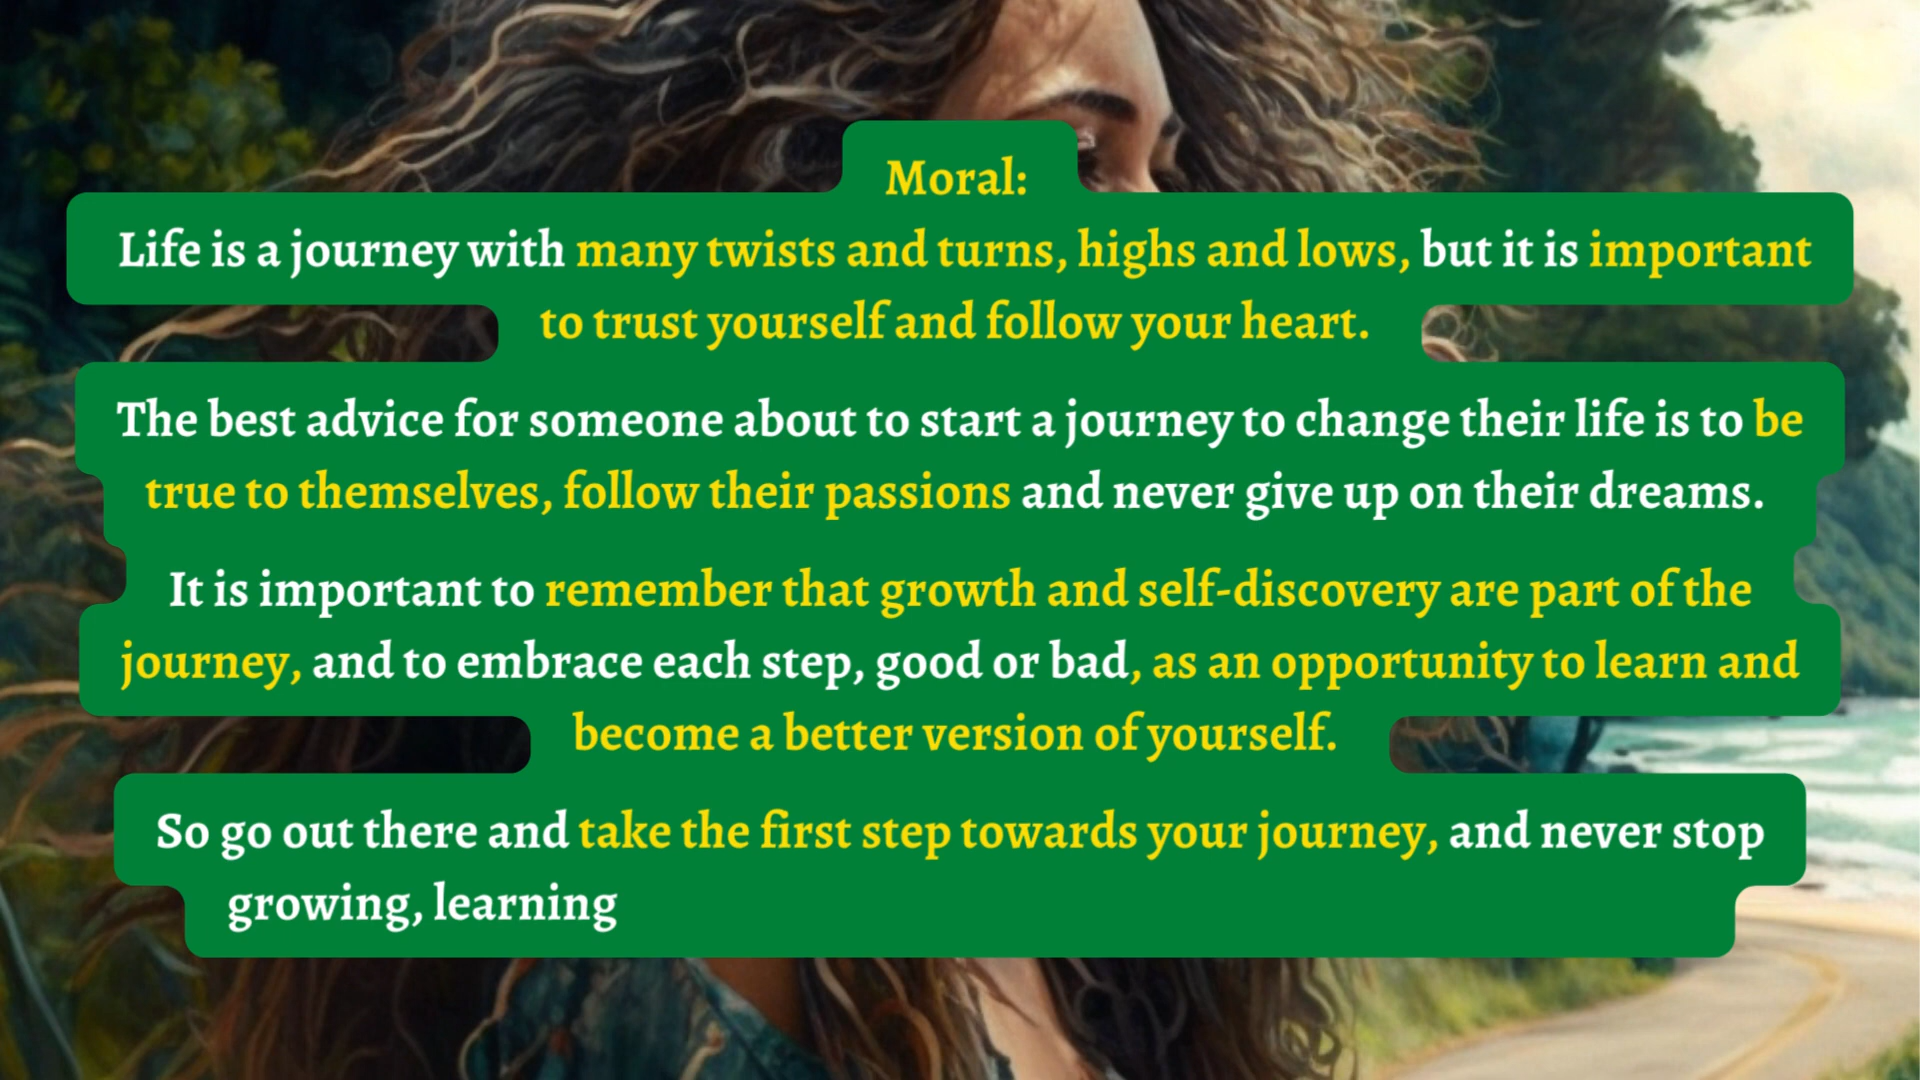 Moral:
Life is a journey with many twists and turns, highs and lows, but it is important
to trust yourself and follow your heart.
The best advice for someone about to start a journey to change their life is to be
true to themselves, follow their passions and never give up on their dreams.
It is important to remember that growth and self-discovery are part of the
journey, and to embrace each step, good or bad, as an opportunity to learn and
become a better version of yourself.
So go out there and take the first step towards your journey, and never stop
growing, learning